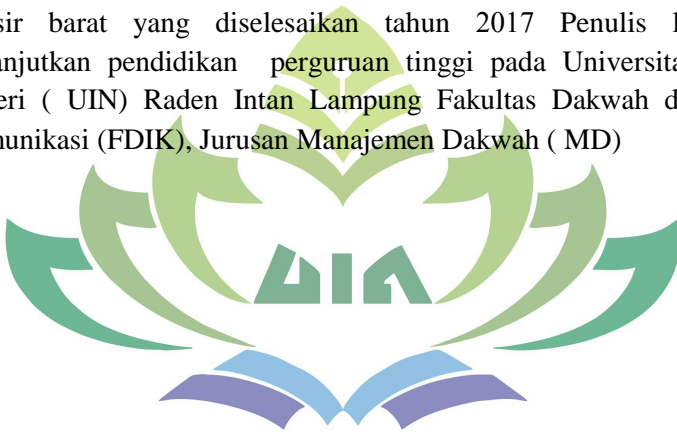 sir barat yang diselesaikan tahun 2017 Penulis
anjutkan pendidikan perguruan tinggi pada Universita
eri ( UIN) Raden Intan Lampung Fakultas Dakwah d
unikasi (FDIK), Jurusan Manajemen Dakwah ( MD)
UIN